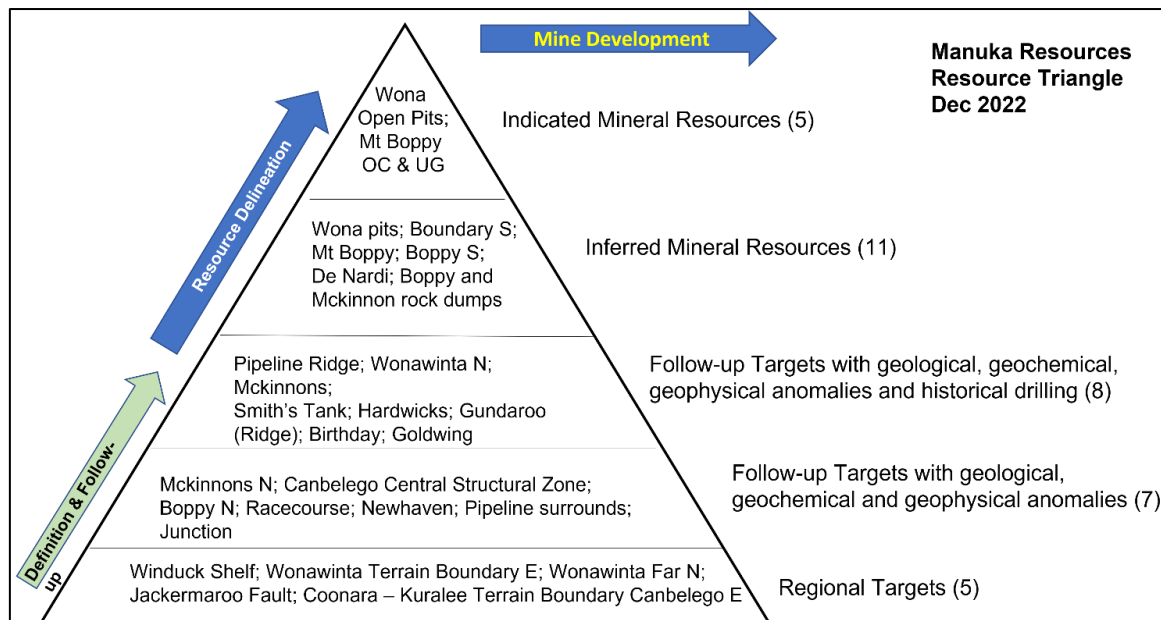 Mine Development
Manuka Resources
Resource Triangle
Dec 2022
Wona
Open Pits;
Mt Boppy
OC & UG
Indicated Mineral Resources (5)
Resource Delineation
Wona pits; Boundary S;
Mt Boppy; Boppy S;
De Nardi; Boppy and
Mckinnon rock dumps
Inferred Mineral Resources (11)
Pipeline Ridge; Wonawinta N;
Mckinnons;
Smith's Tank; Hardwicks; Gundaroo
(Ridge); Birthday; Goldwing
Follow-up Targets with geological, geochemical,
geophysical anomalies and historical drilling (8)
Definition & Follow-
up
Mckinnons N; Canbelego Central Structural Zone;
Boppy N; Racecourse; Newhaven; Pipeline surrounds;
Junction
Follow-up Targets with geological,
geochemical and geophysical anomalies (7)
Winduck Shelf; Wonawinta Terrain Boundary E; Wonawinta Far N;
Jackermaroo Fault; Coonara – Kuralee Terrain Boundary Canbelego E
Regional Targets (5)